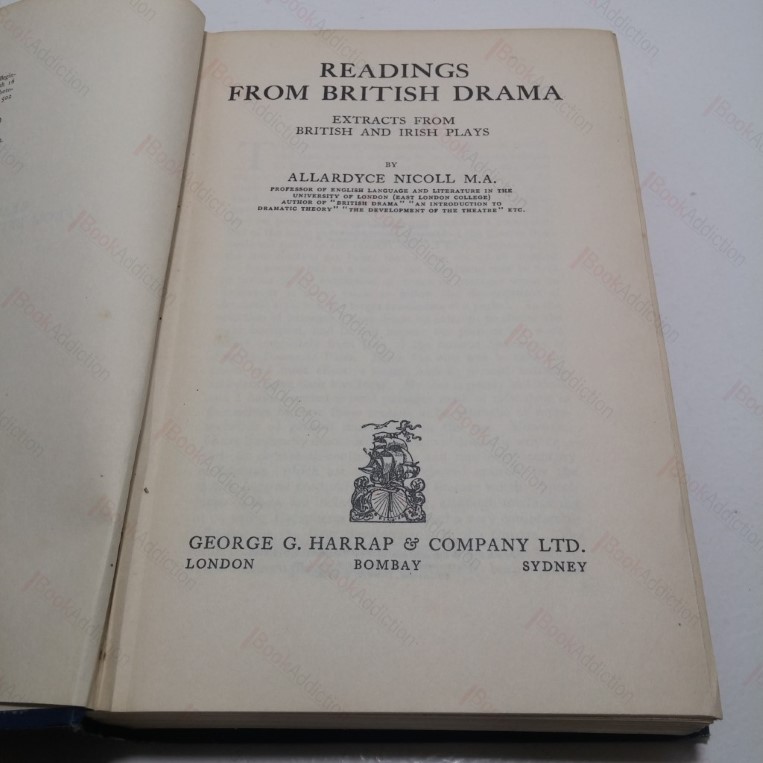 READINGS
FROM BRITISH DRAMA
EXTRACTS FROM
BRITISH AND IRISH PLAYS
BY
ALLARDYCE NICOLL M.A.
PROFESSOR OF ENGLISH LANGUAGE AND LITERATURE IN THE
UNIVERSITY OF LONDON (EAST LONDON COLLEGE)
AUTHOR OF "BRITISH DRAMA" "AN INTRODUCTION TO
DRAMATIC THEORY" "THE DEVELOPMENT OF THE THEATRE" ETC.
GEORGE G. HARRAP & COMPANY LTD.
LONDON BOMBAY SYDNEY
BookAddiction